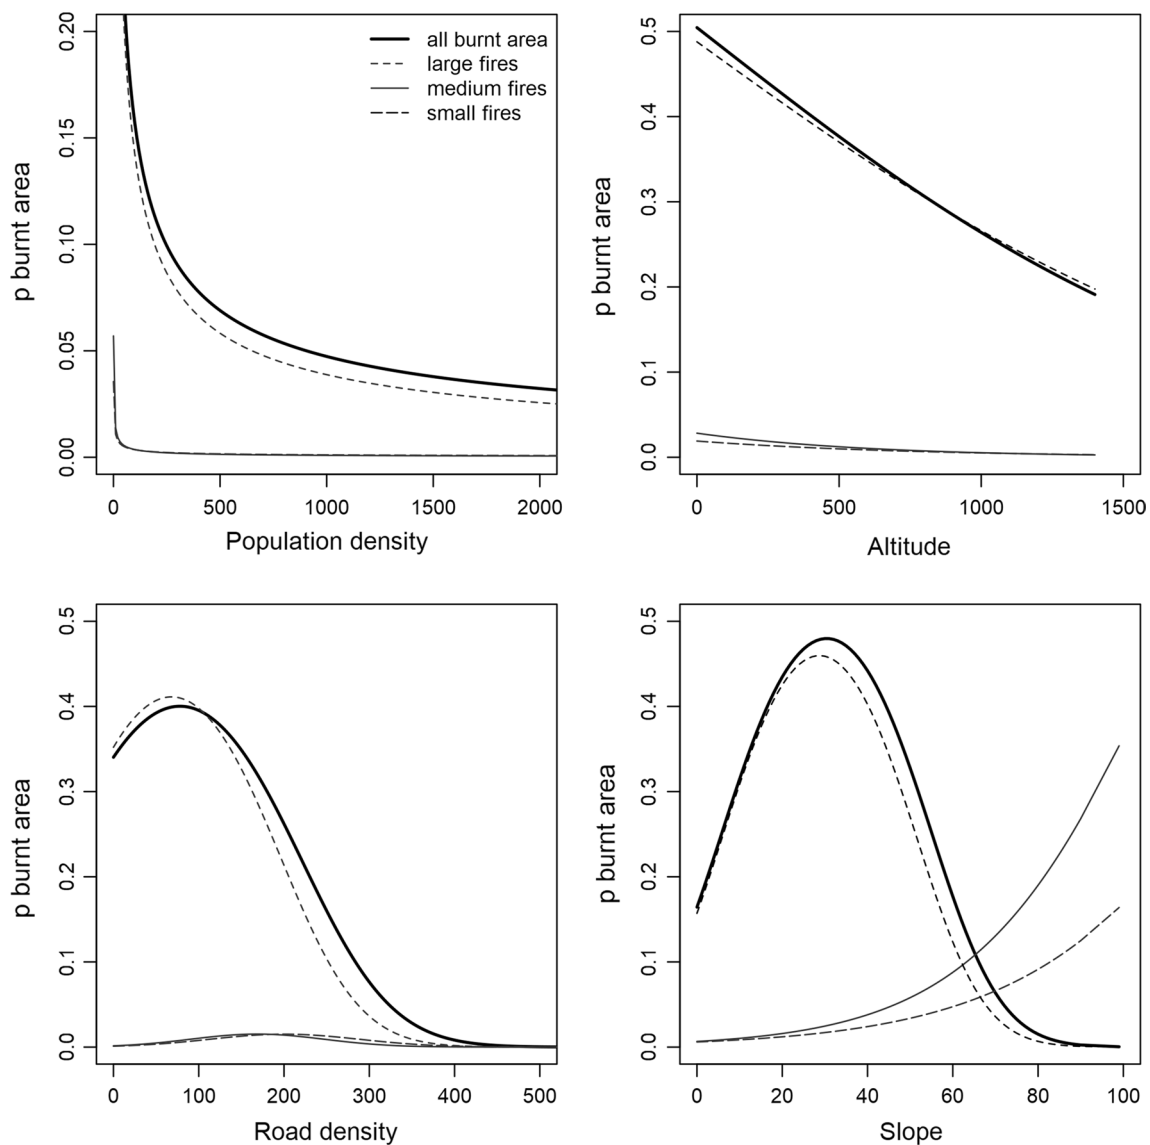 0.20
0.15
0.10
0.05
0.00
p burnt area
all burnt area
large fires
medium fires
small fires
0 500 1000 1500 2000
Population density
0.5
0.4
0.3
0.2
0.1
0.0
p burnt area
0 500 1000 1500
Altitude
0.5
0.4
0.3
0.2
0.1
0.0
p burnt area
0 100 200 300 400 500
Road density
0.5
0.4
0.3
0.2
0.1
0.0
p burnt area
0 20 40 60 80 100
Slope